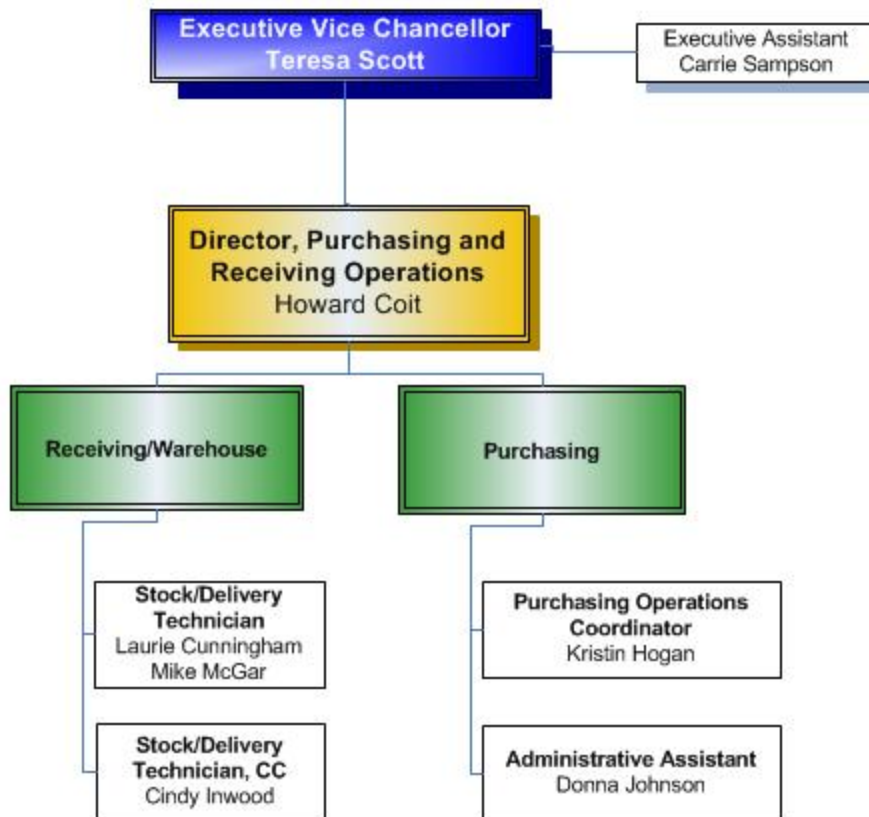 Executive Vice Chancellor
Teresa Scott
Executive Assistant
Carrie Sampson
Director, Purchasing and
Receiving Operations
Howard Coit
Receiving/Warehouse
Purchasing
Stock/Delivery
Technician
Laurie Cunningham
Mike McGar
Purchasing Operations
Coordinator
Kristin Hogan
Stock/Delivery
Technician, CC
Cindy Inwood
Administrative Assistant
Donna Johnson